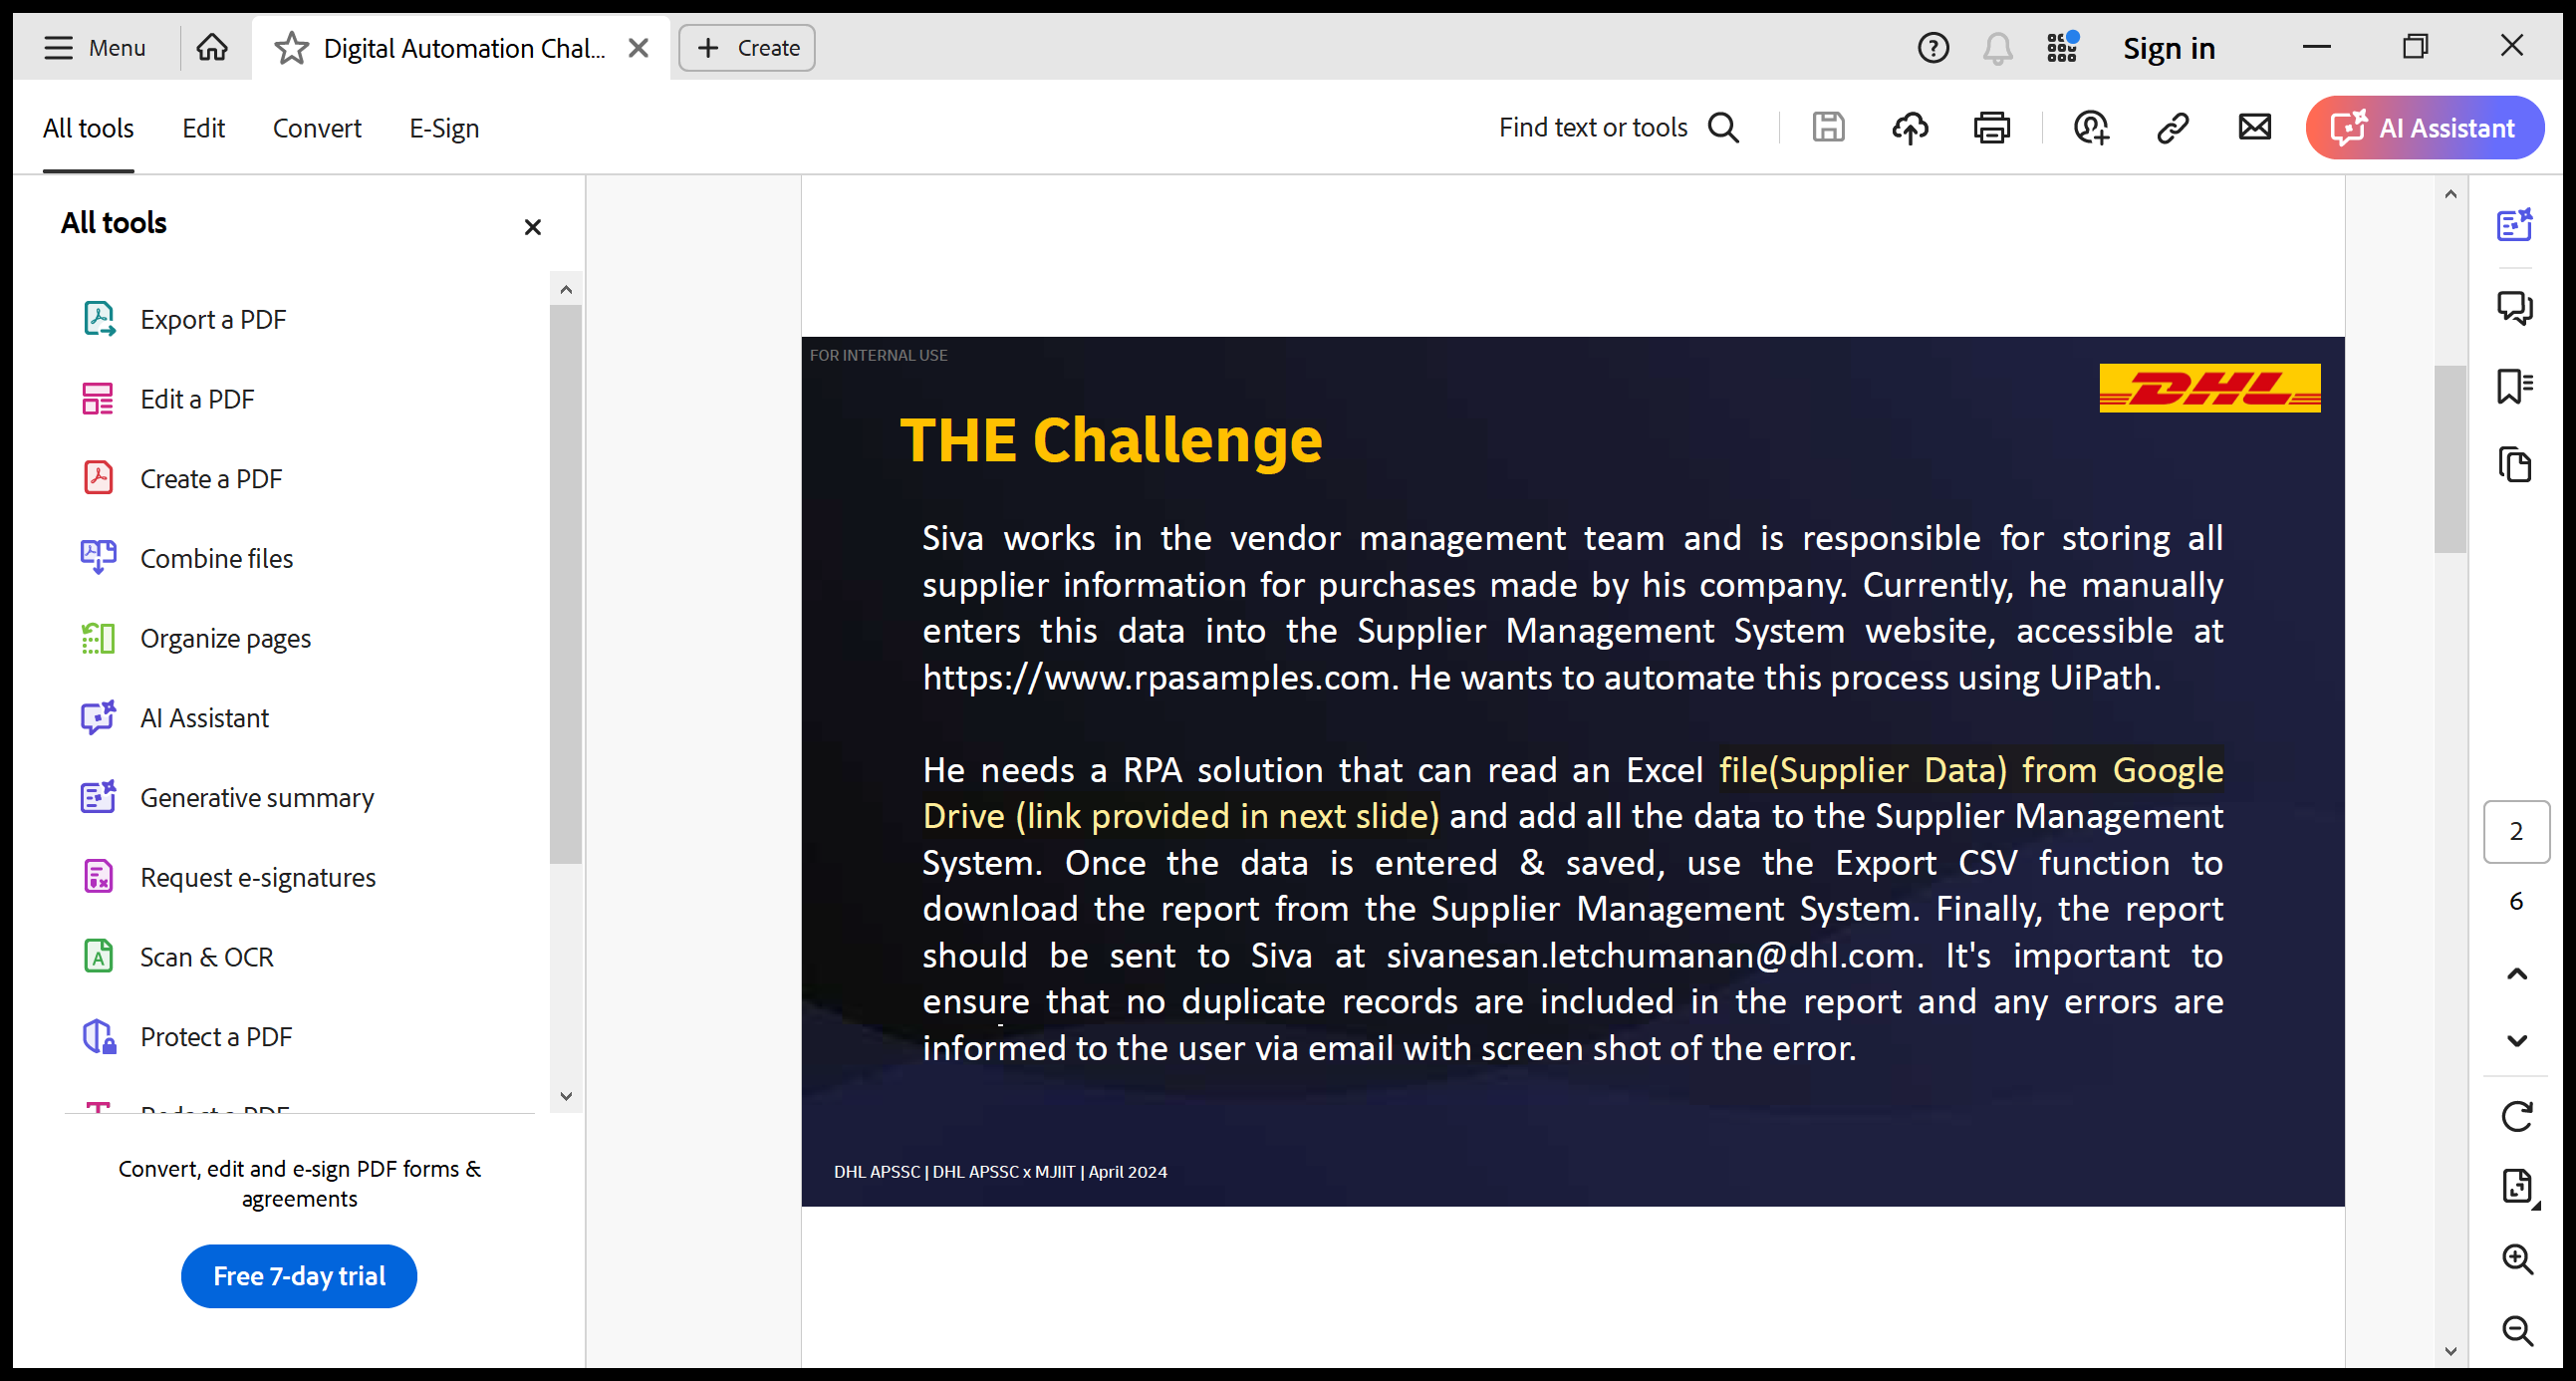 Menu
Digital Automation Chal...
Create
Sign in
All tools
Edit
Convert
E-Sign
Find text or tools
AI Assistant
All tools
Export a PDF
Edit a PDF
Create a PDF
Combine files
Organize pages
AI Assistant
Generative summary
Request e-signatures
Scan & OCR
Protect a PDF
Redact a PDF
Convert, edit and e-sign PDF forms &
agreements
Free 7-day trial
FOR INTERNAL USE
DHL
THE Challenge
Siva works in the vendor management team and is responsible for storing all
supplier information for purchases made by his company. Currently, he manually
enters this data into the Supplier Management System website, accessible at
https://www.rpasamples.com. He wants to automate this process using UiPath.
He needs a RPA solution that can read an Excel file(Supplier Data) from Google
Drive (link provided in next slide) and add all the data to the Supplier Management
System. Once the data is entered & saved, use the Export CSV function to
download the report from the Supplier Management System. Finally, the report
should be sent to Siva at sivanesan.letchumanan@dhl.com. It's important to
ensure that no duplicate records are included in the report and any errors are
informed to the user via email with screen shot of the error.
DHL APSSC | DHL APSSC x MJIIT | April 2024
2
6